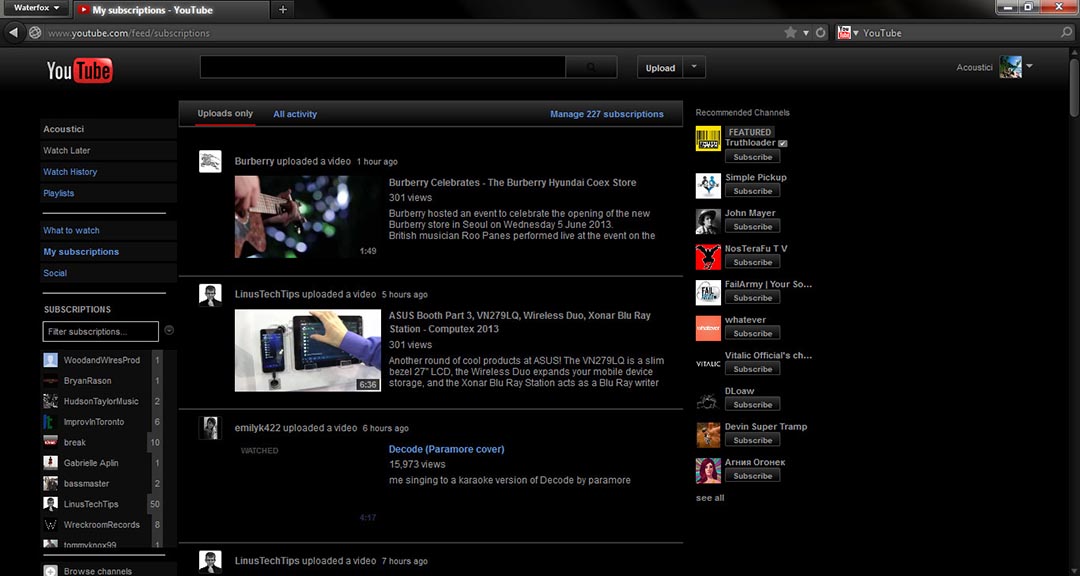 Waterfox
My subscriptions - YouTube
www.youtube.com/feed/subscriptions
YouTube
YouTube
Upload
Acoustici
Acoustici
Watch Later
Watch History
Playlists
What to watch
My subscriptions
Social
SUBSCRIPTIONS
Filter subscriptions...
WoodandWiresProd 1
BryanRason 1
HudsonTaylorMusic 2
ImprovInToronto 6
break 10
Gabrielle Aplin 1
bassmaster 2
LinusTechTips 50
WreckroomRecords 8
tommyknox99 1
Browse channels
Uploads only
All activity
Manage 227 subscriptions
Burberry uploaded a video 1 hour ago
1:49
Burberry Celebrates - The Burberry Hyundai Coex Store
301 views
Burberry hosted an event to celebrate the opening of the new
Burberry store in Seoul on Wednesday 5 June 2013.
British musician Roo Panes performed live at the event on the
LinusTechTips uploaded a video 5 hours ago
6:36
ASUS Booth Part 3, VN279LQ, Wireless Duo, Xonar Blu Ray
Station - Computex 2013
301 views
Another round of cool products at ASUS! The VN279LQ is a slim
bezel 27" LCD, the Wireless Duo expands your mobile device
storage, and the Xonar Blu Ray Station acts as a Blu Ray writer
emilyk422 uploaded a video 6 hours ago
WATCHED
4:17
Decode (Paramore cover)
15,973 views
me singing to a karaoke version of Decode by paramore
LinusTechTips uploaded a video 7 hours ago
Recommended Channels
FEATURED
Truthloader
Subscribe
Simple Pickup
Subscribe
John Mayer
Subscribe
NosTeraFu T V
Subscribe
FAIL
FailArmy | Your So...
Subscribe
whatever
whatever
Subscribe
VITALIC
Vitalic Official's ch...
Subscribe
DLoaw
Subscribe
Devin Super Tramp
Subscribe
Агния Огонек
Subscribe
see all